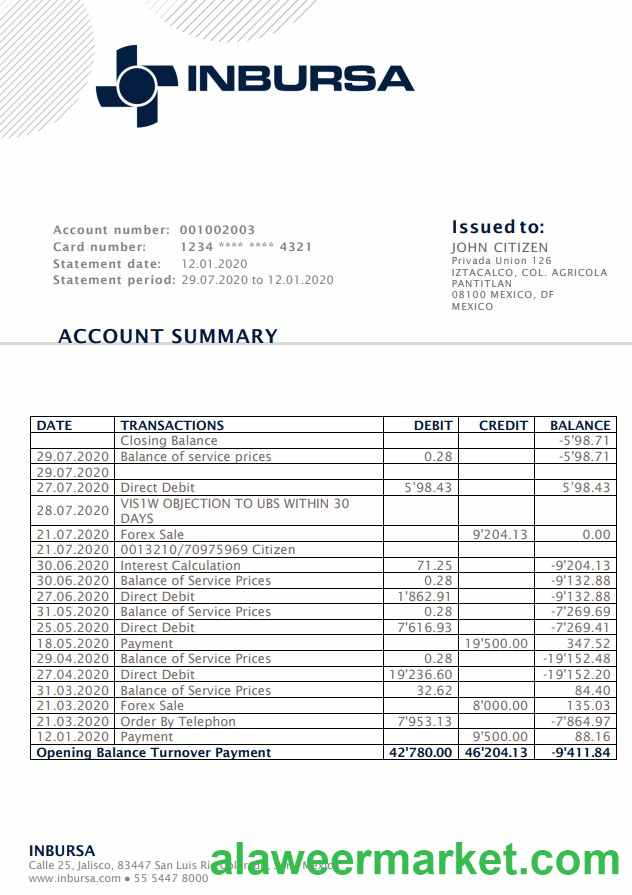 INBURSA
Account number: 001002003
Card number: 1234 **** **** 4321
Statement date: 12.01.2020
Statement period: 29.07.2020 to 12.01.2020
Issued to:
JOHN CITIZEN
Privada Union 126
IZTACALCO, COL. AGRICOLA
PANTITLAN
08100 MEXICO, DF
MEXICO
ACCOUNT SUMMARY
DATE TRANSACTIONS DEBIT CREDIT BALANCE
Closing Balance -5'98.71
29.07.2020 Balance of service prices 0.28 -5'98.71
29.07.2020
27.07.2020 Direct Debit 5'98.43 5'98.43
28.07.2020 VIS1W OBJECTION TO UBS WITHIN 30
DAYS
21.07.2020 Forex Sale 9'204.13 0.00
21.07.2020 0013210/70975969 Citizen
30.06.2020 Interest Calculation 71.25 -9'204.13
30.06.2020 Balance of Service Prices 0.28 -9'132.88
27.06.2020 Direct Debit 1'862.91 -9'132.88
31.05.2020 Balance of Service Prices 0.28 -7'269.69
25.05.2020 Direct Debit 7'616.93 -7'269.41
18.05.2020 Payment 19'500.00 347.52
29.04.2020 Balance of Service Prices 0.28 -19'152.48
27.04.2020 Direct Debit 19'236.60 -19'152.20
31.03.2020 Balance of Service Prices 32.62 84.40
21.03.2020 Forex Sale 8'000.00 135.03
21.03.2020 Order By Telephon 7'953.13 -7'864.97
12.01.2020 Payment 9'500.00 88.16
Opening Balance Turnover Payment 42'780.00 46'204.13 -9'411.84
INBURSA
Calle 25, Jalisco, 83447 San Luis Mexico
www.inbursa.com ● 55 5447 8000
alaweermarket.com